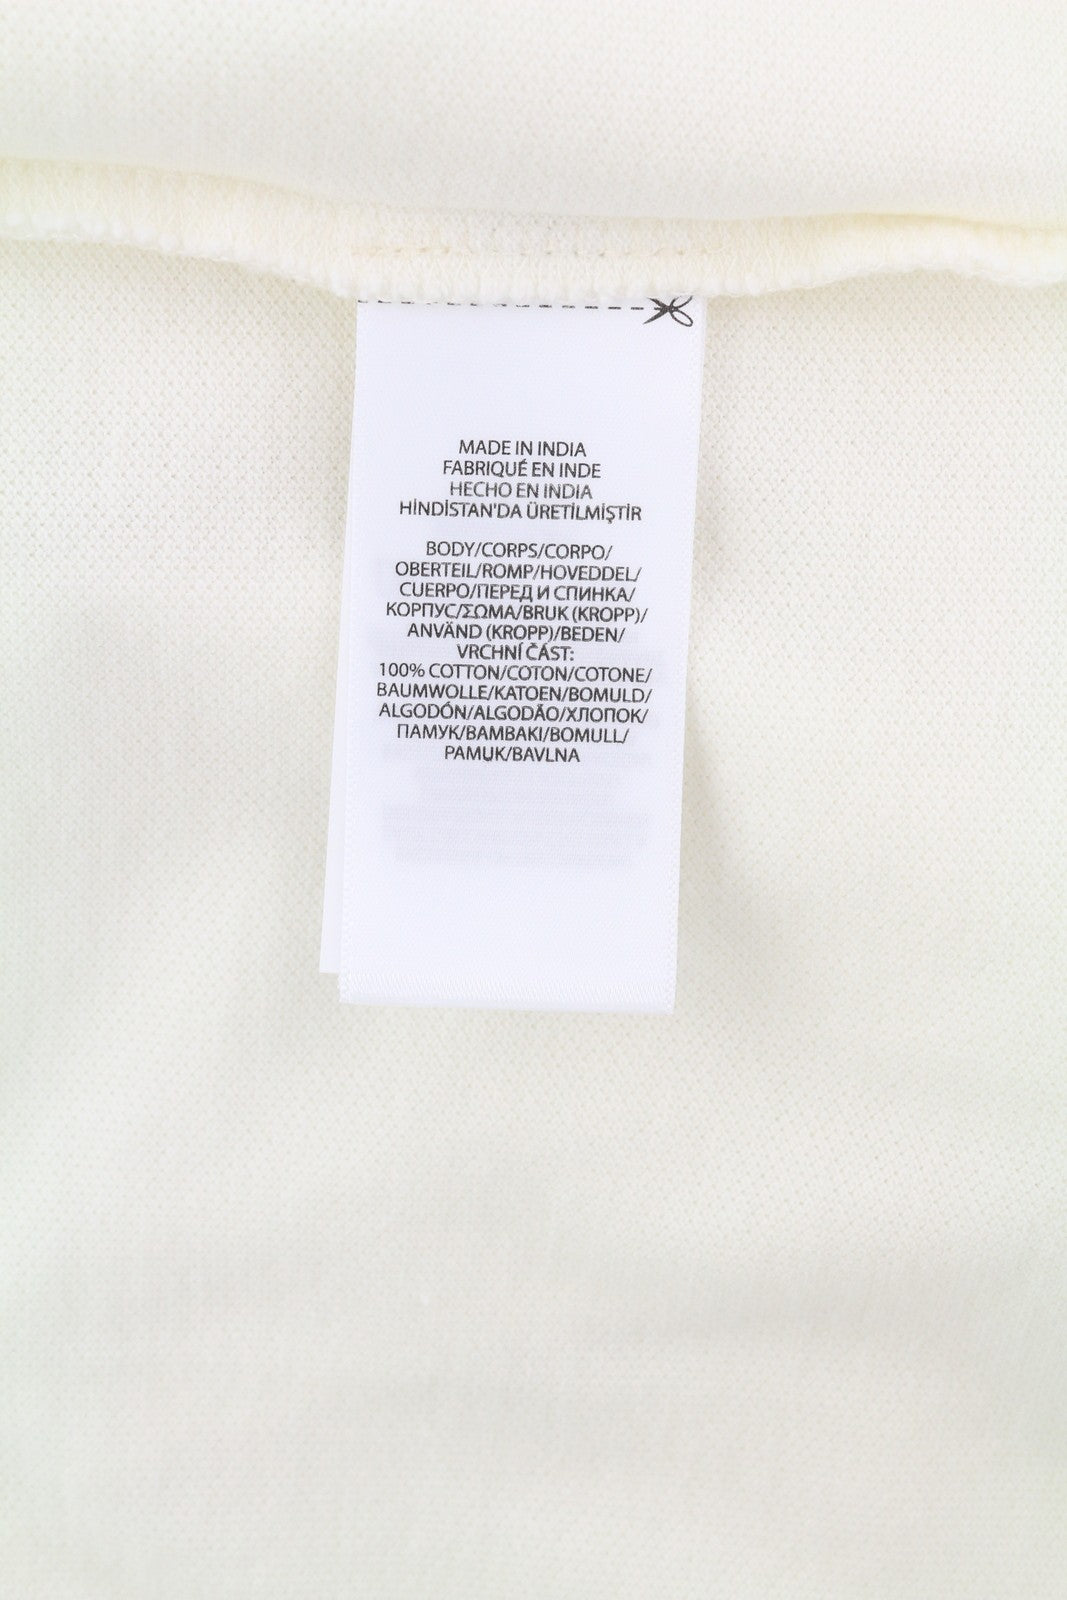 MADE IN INDIA
FABRIQUÉ EN INDE
HECHO EN INDIA
HİNDİSTAN'DA ÜRETİLMİŞTİR
BODY/CORPS/CORPO/
OBERTEIL/ROMP/HOVEDDEL/
CUERPO/ПЕРЕД И СПИНКА/
КОРПУС/ΣΩΜΑ/BRUK (KROPP)/
ANVÄND (KROPP)/BEDEN/
VRCHNÍ ČÁST:
100% COTTON/COTON/COTONE/
BAUMWOLLE/KATOEN/BOMULD/
ALGODÓN/ALGODÃO/ХЛОПОК/
ПАМУК/ΒΑΜΒΑΚΙ/BOMULL/
PAMUK/BAVLNA